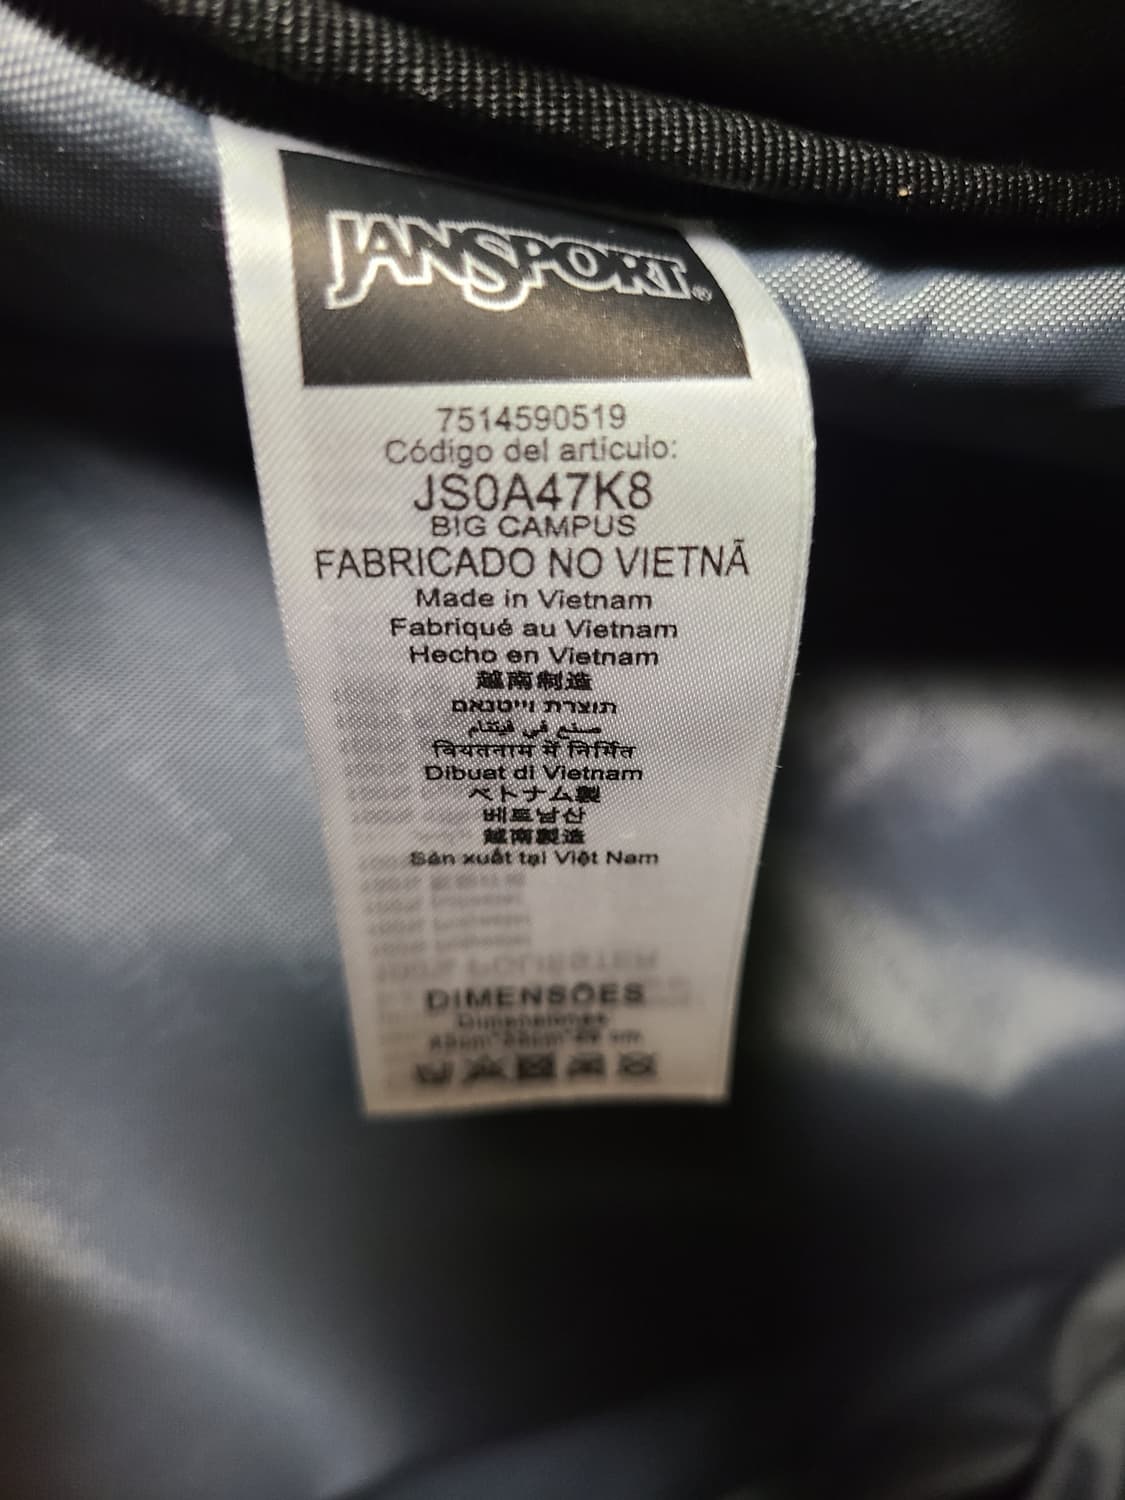 JANSPORT®
7514590519
Código del artículo:
JS0A47K8
BIG CAMPUS
FABRICADO NO VIETNÃ
Made in Vietnam
Fabriqué au Vietnam
Hecho en Vietnam
越南制造
תוצרת וייטנאם
صنع في فيتنام
वियतनाम में निर्मित
Dibuat di Vietnam
ベトナム製
베트남산
越南製造
Sản xuất tại Việt Nam
DIMENSÕES
Dimensiones